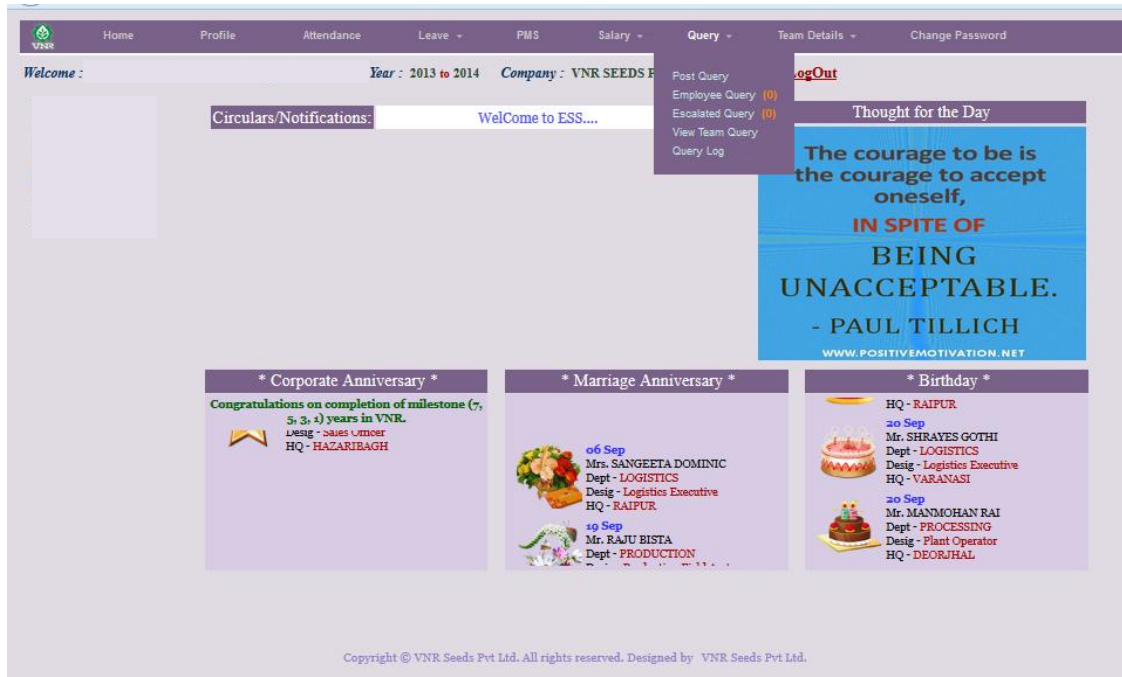 VNR
Home Profile Attendance Leave PMS Salary Query Team Details Change Password
Welcome : Year : 2013 to 2014 Company : VNR SEEDS LogOut
Post Query
Employee Query (0)
Escalated Query (0)
View Team Query
Query Log
Circulars/Notifications: WelCome to ESS....
Thought for the Day
The courage to be is
the courage to accept
oneself,
IN SPITE OF
BEING
UNACCEPTABLE.
- PAUL TILLICH
WWW.POSITIVEMOTIVATION.NET
* Corporate Anniversary *
Congratulations on completion of milestone (7,
5, 3, 1) years in VNR.
Desig - Sales Officer
HQ - HAZARIBAGH
* Marriage Anniversary *
06 Sep
Mrs. SANGEETA DOMINIC
Dept - LOGISTICS
Desig - Logistics Executive
HQ - RAIPUR
19 Sep
Mr. RAJU BISTA
Dept - PRODUCTION
* Birthday *
HQ - RAIPUR
20 Sep
Mr. SHRAYES GOTHI
Dept - LOGISTICS
Desig - Logistics Executive
HQ - VARANASI
20 Sep
Mr. MANMOHAN RAI
Dept - PROCESSING
Desig - Plant Operator
HQ - DEORJHAL
Copyright © VNR Seeds Pvt Ltd. All rights reserved. Designed by VNR Seeds Pvt Ltd.